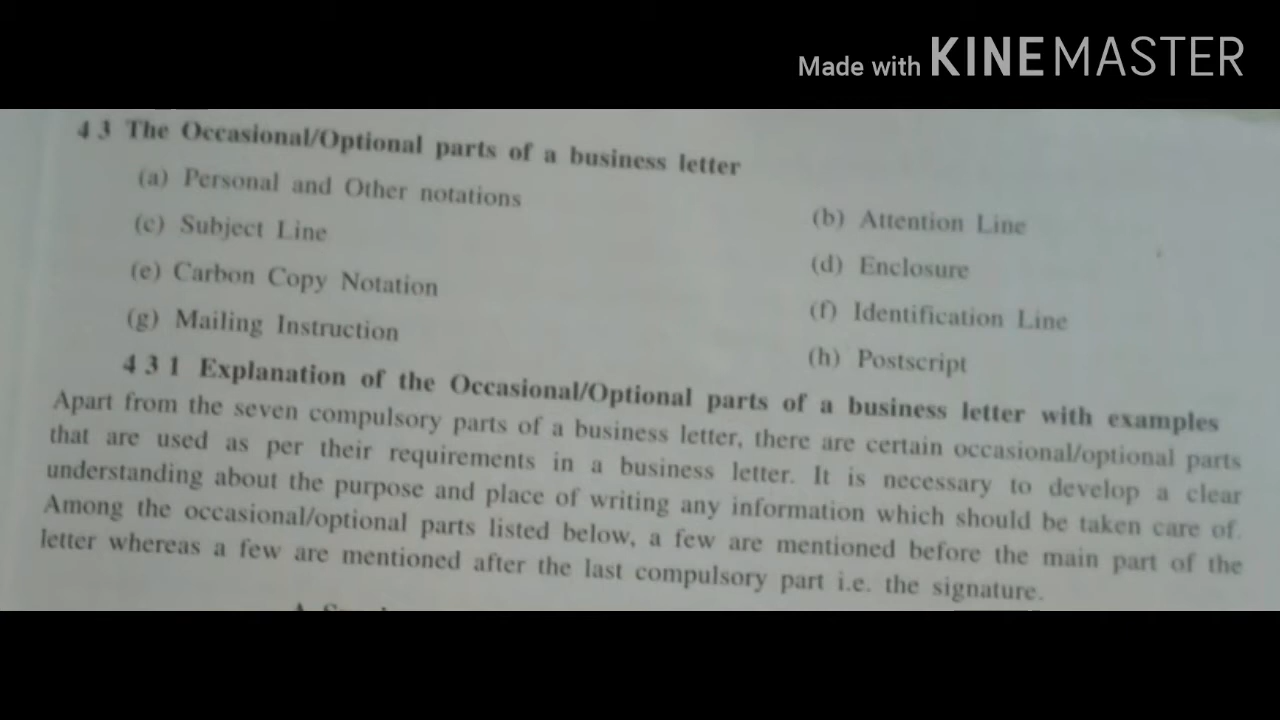 Made with KINEMASTER
4 3 The Occasional/Optional parts of a business letter
(a) Personal and Other notations
(b) Attention Line
(c) Subject Line
(d) Enclosure
(e) Carbon Copy Notation
(f) Identification Line
(g) Mailing Instruction
(h) Postscript
4 3 1 Explanation of the Occasional/Optional parts of a business letter with examples
Apart from the seven compulsory parts of a business letter, there are certain occasional/optional parts
that are used as per their requirements in a business letter. It is necessary to develop a clear
understanding about the purpose and place of writing any information which should be taken care of.
Among the occasional/optional parts listed below, a few are mentioned before the main part of the
letter whereas a few are mentioned after the last compulsory part i.e. the signature.